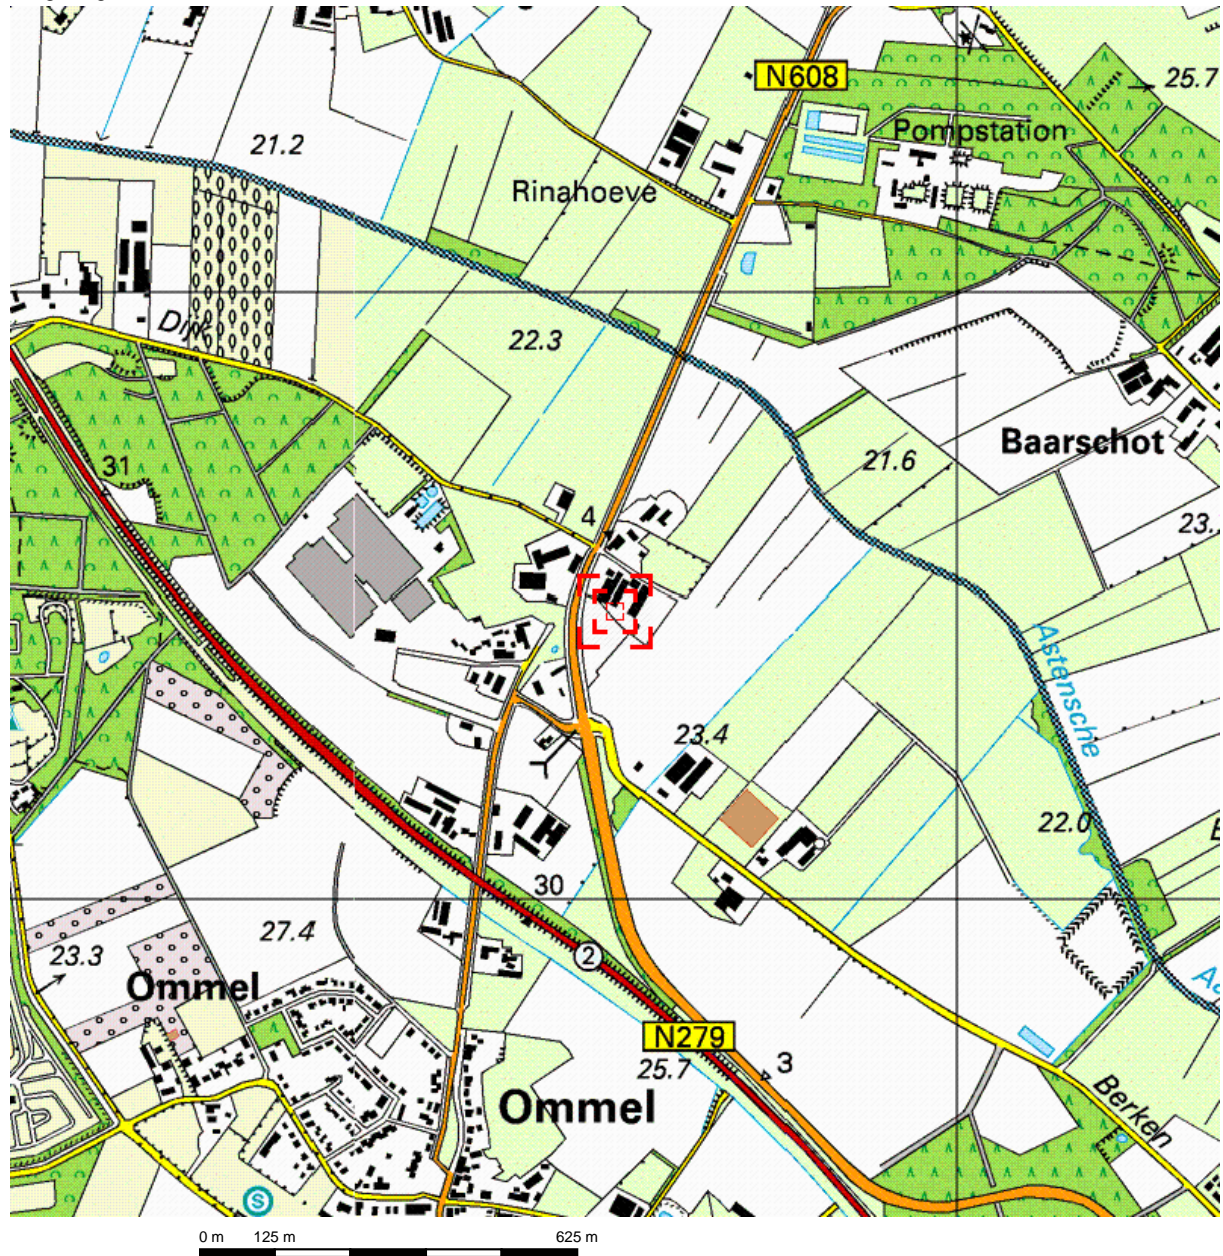 N608
25.7
Pompstation
21.2
Rinahoeve
Dijk
22.3
Baarschot
31
21.6
4
23.
Astensche
23.4
22.0
30
27.4
23.3
2
Ommel
Aa
N279
25.7
3
Ommel
Berken
S
0 m 125 m 625 m